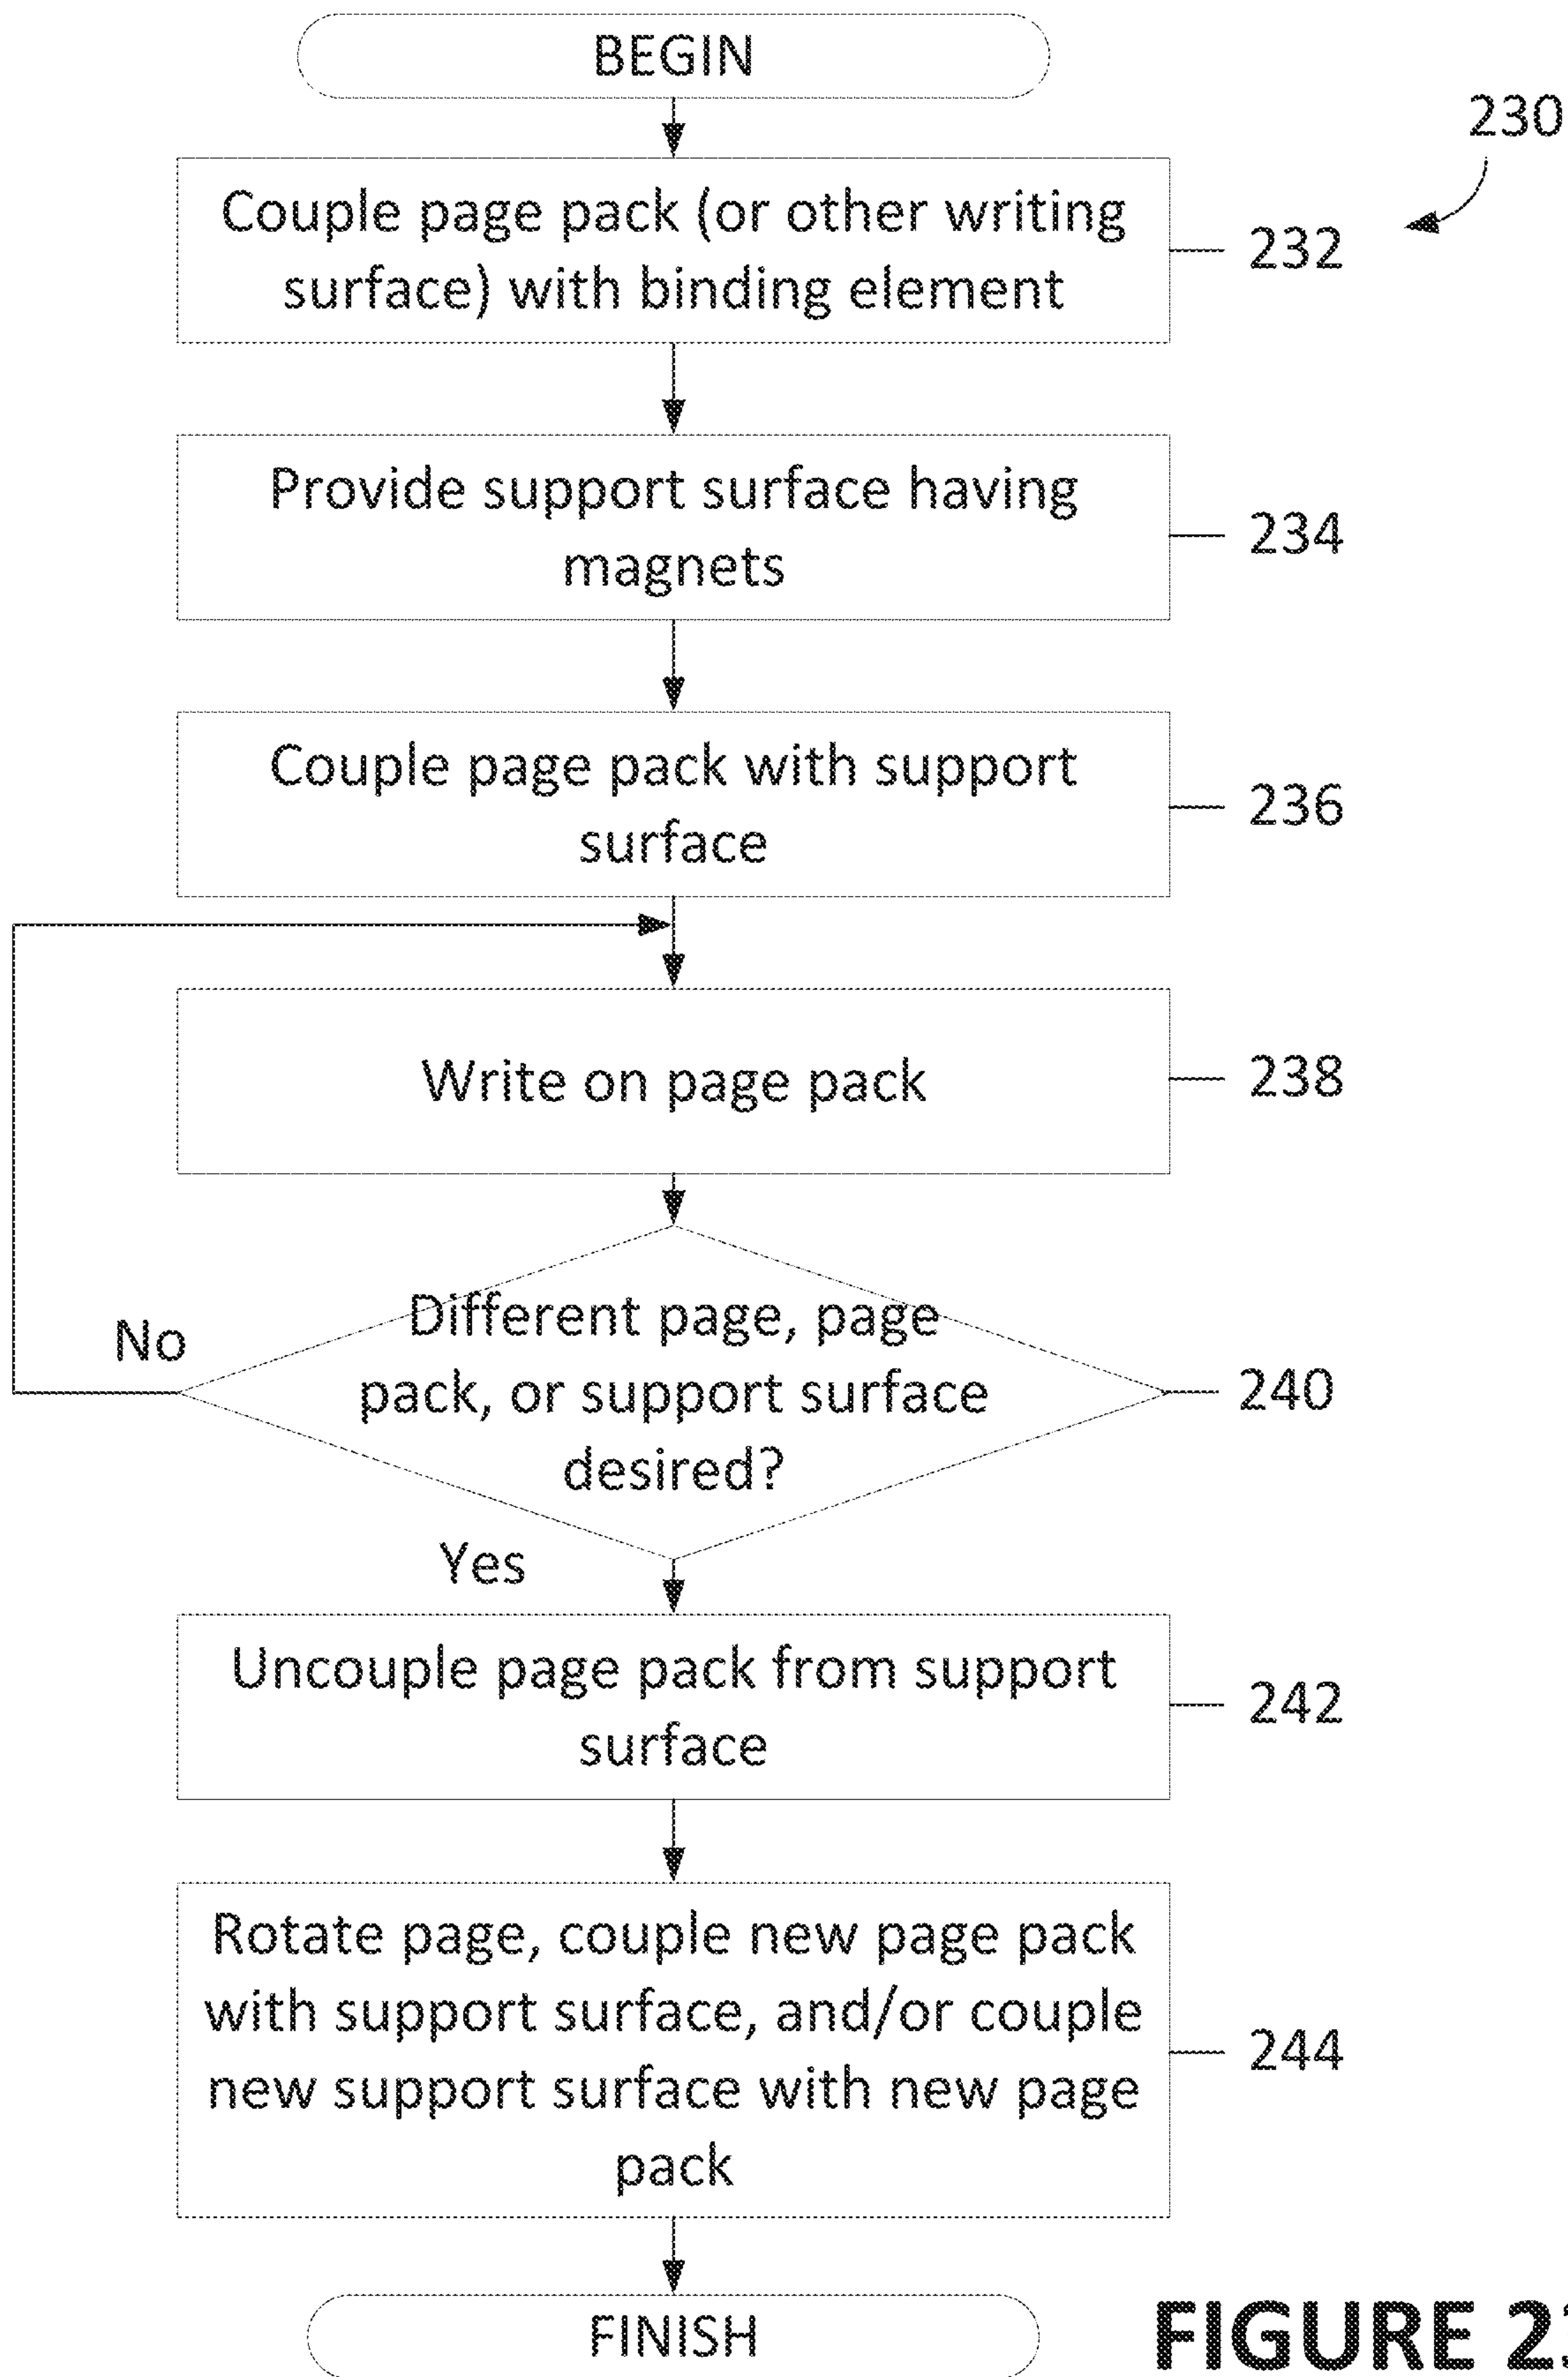 BEGIN
230
Couple page pack (or other writing
surface) with binding element
232
Provide support surface having
magnets
234
Couple page pack with support
surface
236
Write on page pack
238
Different page, page
pack, or support surface
desired?
240
No
Yes
Uncouple page pack from support
surface
242
Rotate page, couple new page pack
with support surface, and/or couple
new support surface with new page
pack
244
FINISH
FIGURE